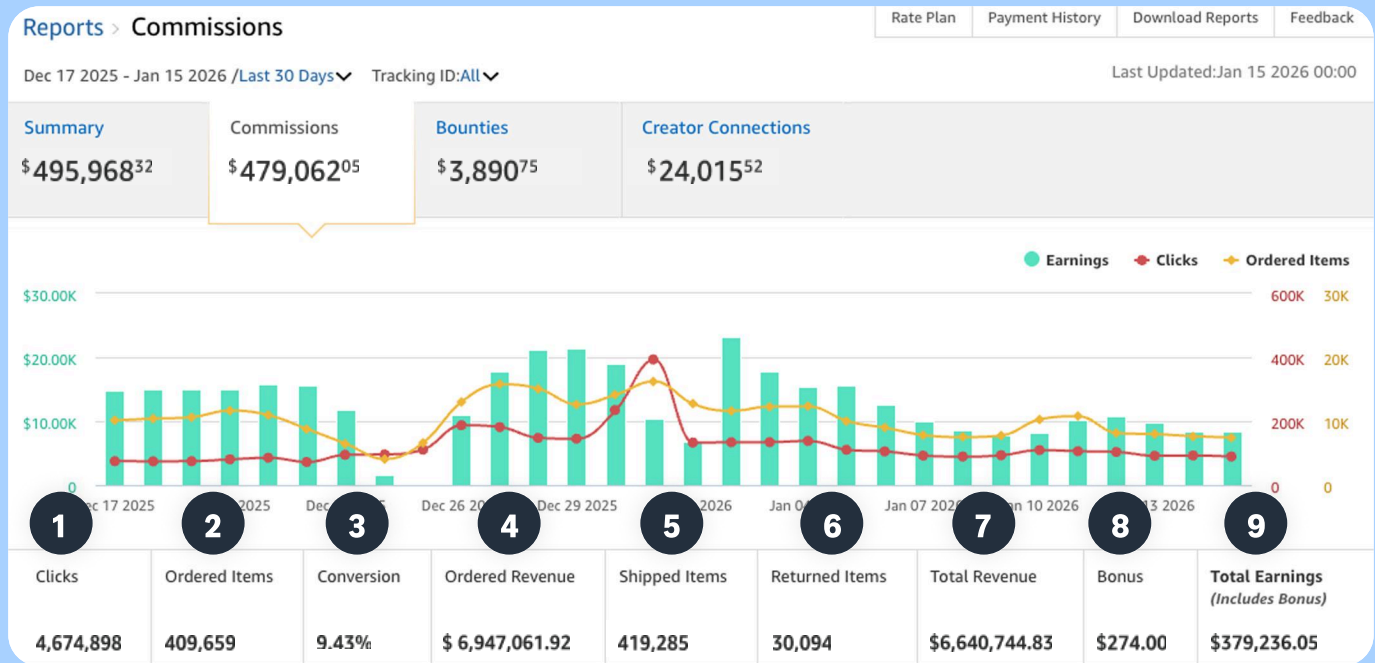 Reports > Commissions
Rate Plan
Payment History
Download Reports
Feedback
Dec 17 2025 - Jan 15 2026 /Last 30 Days
Tracking ID:All
Last Updated:Jan 15 2026 00:00
Summary
$495,96832
Commissions
$479,06205
Bounties
$3,89075
Creator Connections
$24,01552
Earnings
Clicks
Ordered Items
$30.00K
$20.00K
$10.00K
0
600K
400K
200K
0
30K
20K
10K
0
17 2025
2025
Dec 26
Dec 29 2025
2026
Jan
Jan 07
10 2026
2026
1
2
3
4
5
6
7
8
9
Clicks
4,674,898
Ordered Items
409,659
Conversion
9.43%
Ordered Revenue
$ 6,947,061.92
Shipped Items
419,285
Returned Items
30,094
Total Revenue
$6,640,744.83
Bonus
$274.00
Total Earnings
(Includes Bonus)
$379,236.05